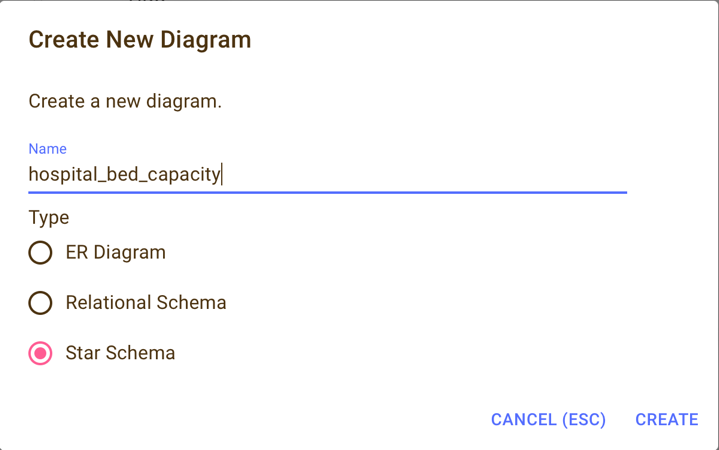 Create New Diagram
Create a new diagram.
Name
hospital_bed_capacity
Type
ER Diagram
Relational Schema
Star Schema
CANCEL (ESC) CREATE